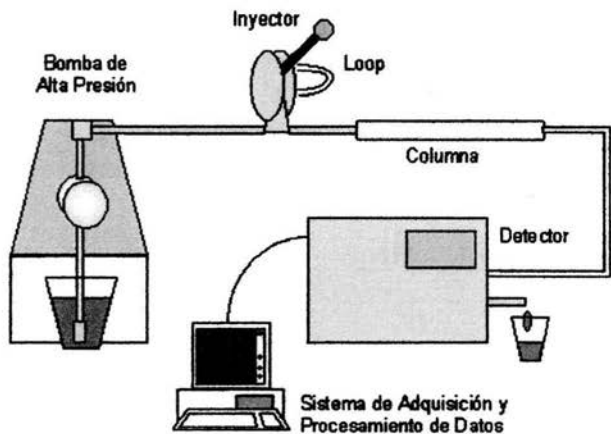 Inyector
Bomba de
Alta Presión
Loop
Columna
Detector
Sistema de Adquisición y
Procesamiento de Datos